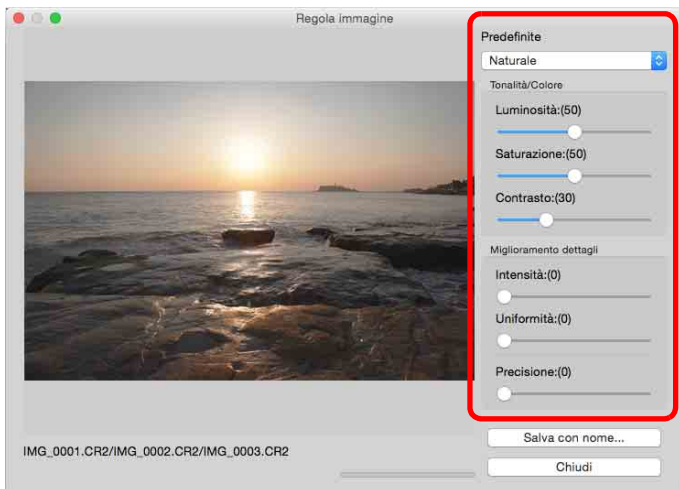 Regola immagine
Predefinite
Naturale
Tonalità/Colore
Luminosità:(50)
Saturazione:(50)
Contrasto:(30)
Miglioramento dettagli
Intensità:(0)
Uniformità:(0)
Precisione:(0)
IMG_0001.CR2/IMG_0002.CR2/IMG_0003.CR2
Salva con nome...
Chiudi